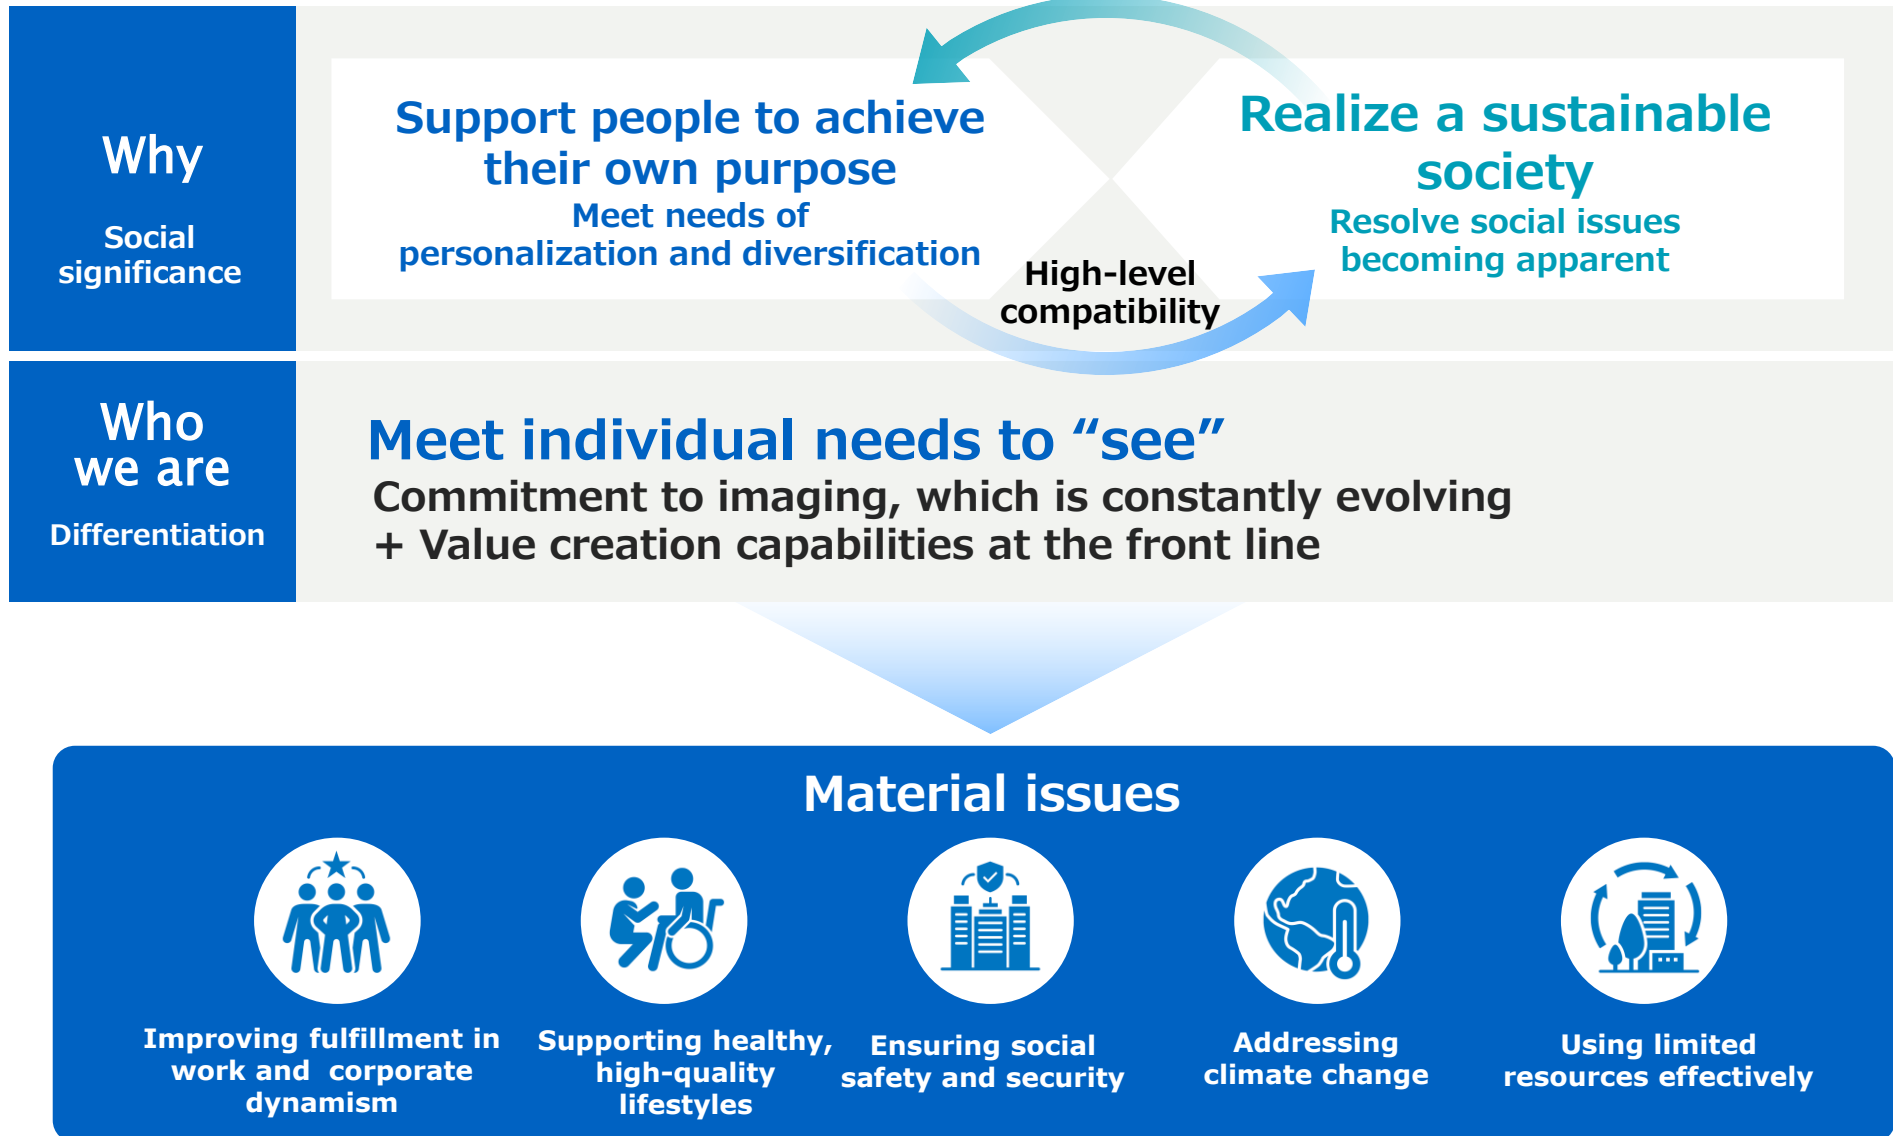 Why
Social
significance
Support people to achieve
their own purpose
Meet needs of
personalization and diversification
High-level
compatibility
Realize a sustainable
society
Resolve social issues
becoming apparent
Who
we are
Differentiation
Meet individual needs to “see”
Commitment to imaging, which is constantly evolving
+ Value creation capabilities at the front line
Material issues
Improving fulfillment in
work and corporate
dynamism
Supporting healthy,
high-quality
lifestyles
Ensuring social
safety and security
Addressing
climate change
Using limited
resources effectively